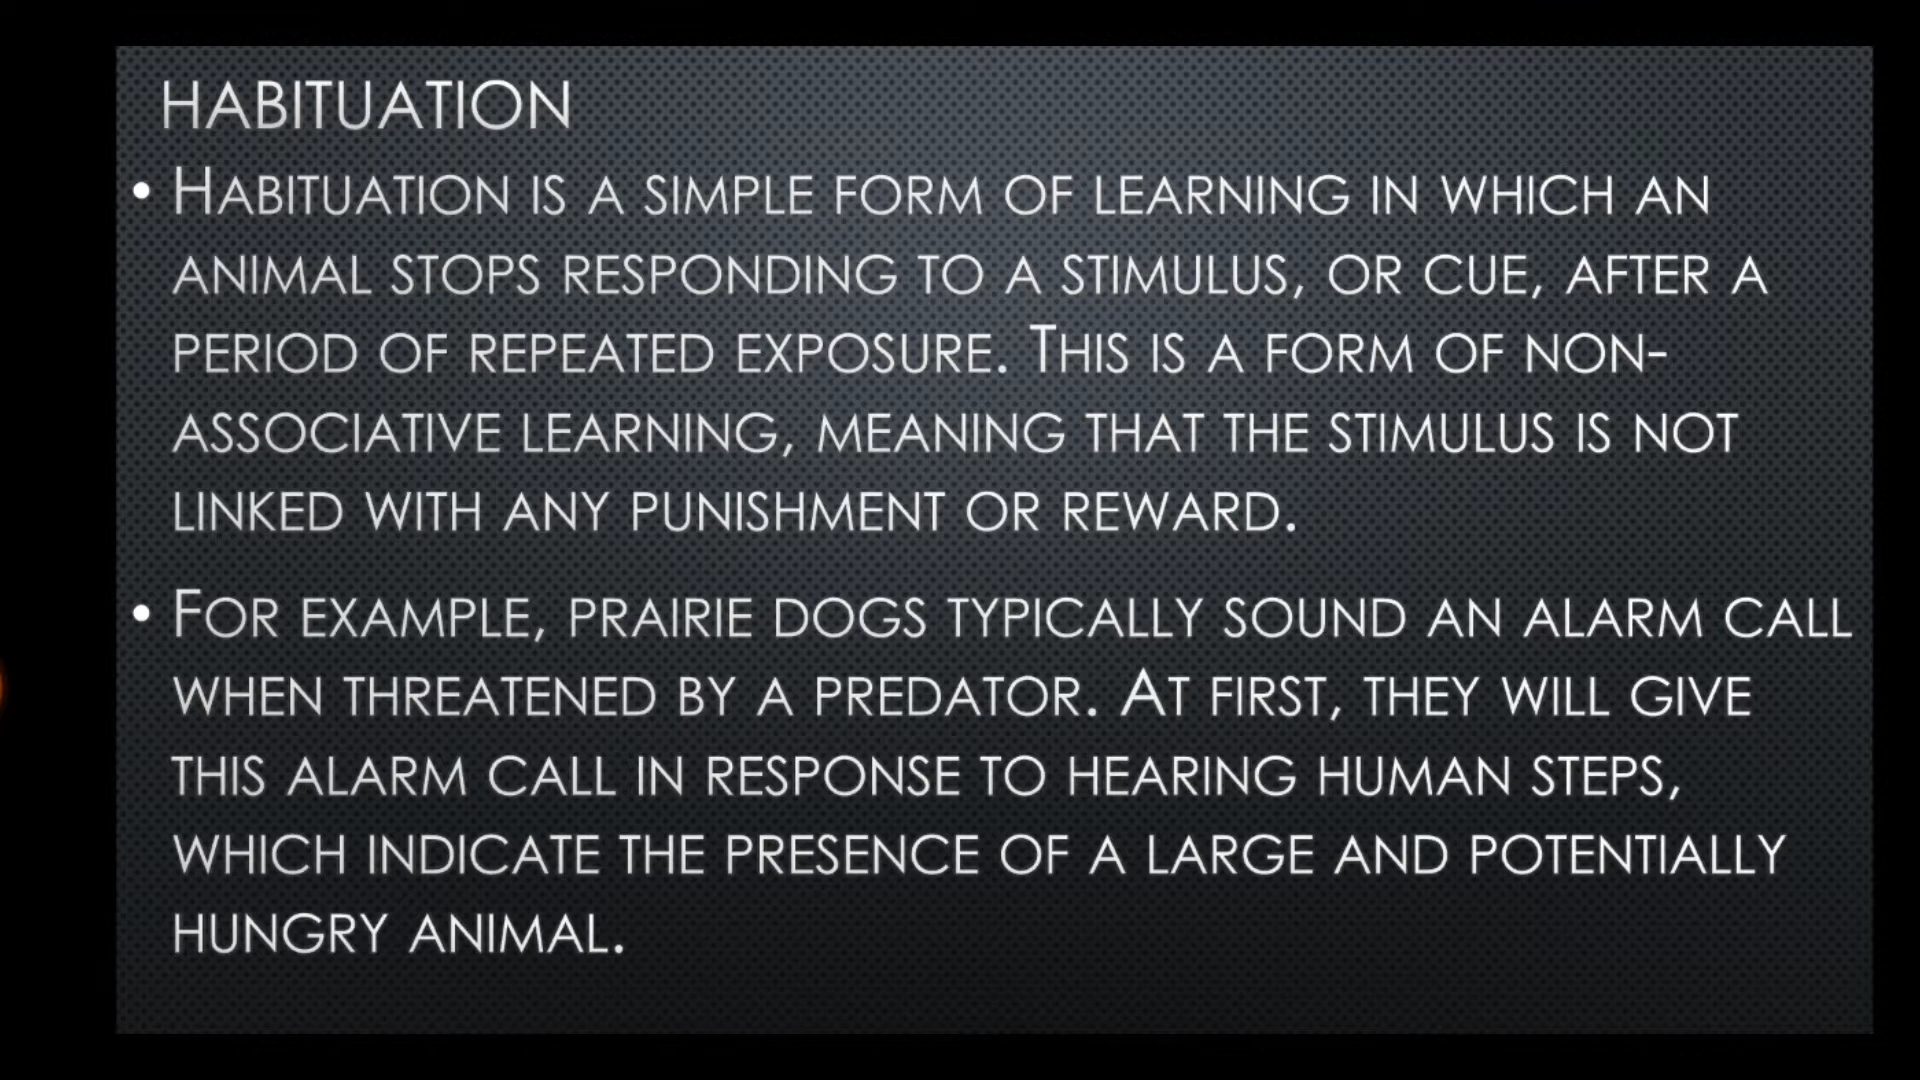 HABITUATION
• HABITUATION IS A SIMPLE FORM OF LEARNING IN WHICH AN
ANIMAL STOPS RESPONDING TO A STIMULUS, OR CUE, AFTER A
PERIOD OF REPEATED EXPOSURE. THIS IS A FORM OF NON-
ASSOCIATIVE LEARNING, MEANING THAT THE STIMULUS IS NOT
LINKED WITH ANY PUNISHMENT OR REWARD.
• FOR EXAMPLE, PRAIRIE DOGS TYPICALLY SOUND AN ALARM CALL
WHEN THREATENED BY A PREDATOR. AT FIRST, THEY WILL GIVE
THIS ALARM CALL IN RESPONSE TO HEARING HUMAN STEPS,
WHICH INDICATE THE PRESENCE OF A LARGE AND POTENTIALLY
HUNGRY ANIMAL.